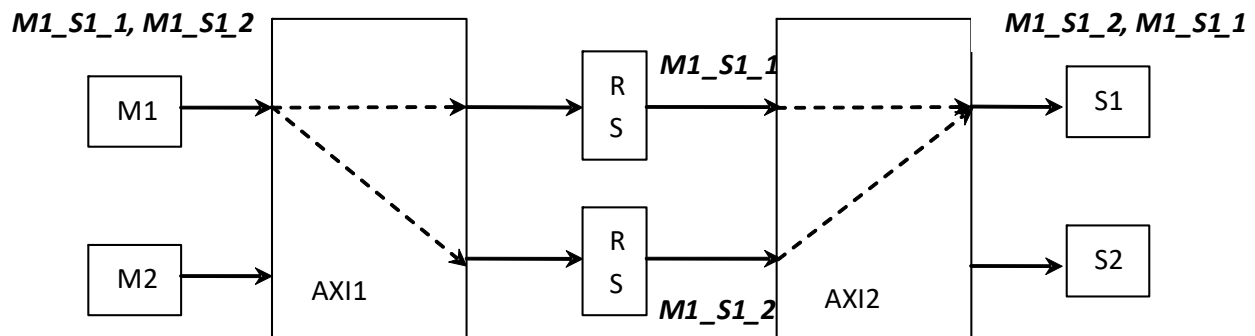 M1_S1_1, M1_S1_2
M1_S1_2, M1_S1_1
M1
R
S
M1_S1_1
S1
M2
AXI1
R
S
M1_S1_2
AXI2
S2